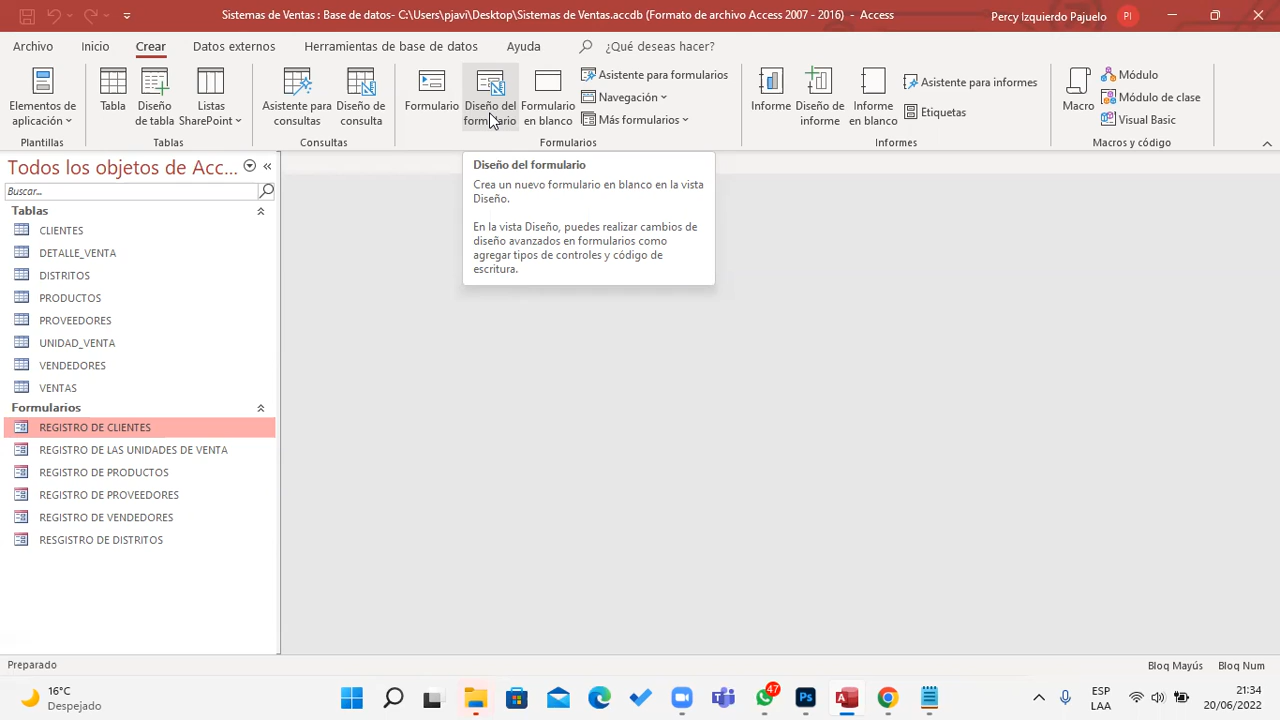 Sistemas de Ventas : Base de datos- C:\Users\pjavi\Desktop\Sistemas de Ventas.accdb (Formato de archivo Access 2007 - 2016) - Access
Percy Izquierdo Pajuelo
PI
Archivo
Inicio
Crear
Datos externos
Herramientas de base de datos
Ayuda
¿Qué deseas hacer?
Elementos de
aplicación
Tabla
Diseño
de tabla
Listas
SharePoint
Asistente para
consultas
Diseño de
consulta
Formulario
Diseño del
formulario
Formulario
en blanco
Asistente para formularios
Navegación
Más formularios
Informe
Diseño de
informe
Informe
en blanco
Asistente para informes
Etiquetas
Macro
Módulo
Módulo de clase
Visual Basic
Plantillas
Tablas
Consultas
Formularios
Informes
Macros y código
Todos los objetos de Acc...
Buscar...
Tablas
CLIENTES
DETALLE_VENTA
DISTRITOS
PRODUCTOS
PROVEEDORES
UNIDAD_VENTA
VENDEDORES
VENTAS
Formularios
REGISTRO DE CLIENTES
REGISTRO DE LAS UNIDADES DE VENTA
REGISTRO DE PRODUCTOS
REGISTRO DE PROVEEDORES
REGISTRO DE VENDEDORES
RESGISTRO DE DISTRITOS
Diseño del formulario
Crea un nuevo formulario en blanco en la vista
Diseño.
En la vista Diseño, puedes realizar cambios de
diseño avanzados en formularios como
agregar tipos de controles y código de
escritura.
Preparado
Bloq Mayús
Bloq Num
16°C
Despejado
47
ESP
LAA
21:34
20/06/2022